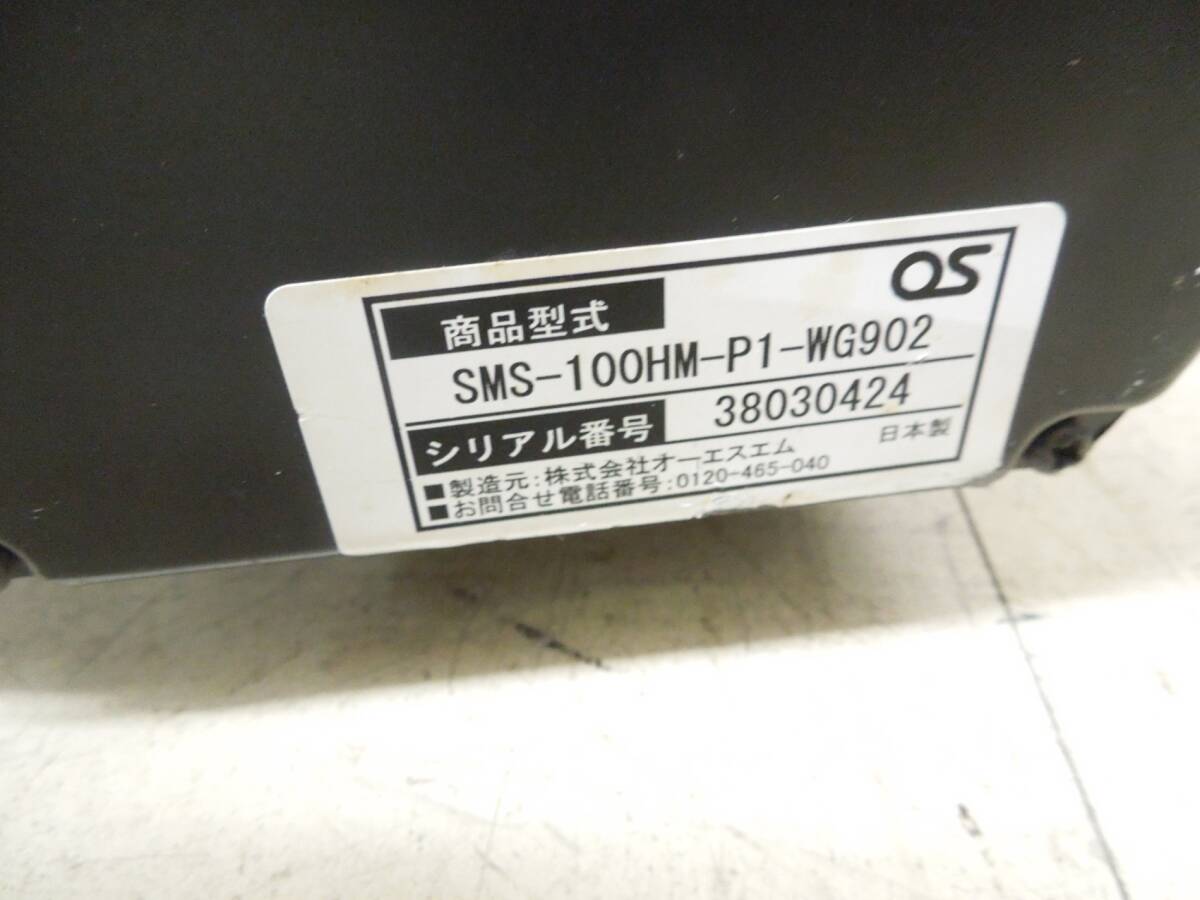 OS
商品型式
SMS-100HM-P1-WG902
シリアル番号 38030424
■製造元:株式会社オーエスエム 日本製
■お問合せ電話番号:0120-465-040